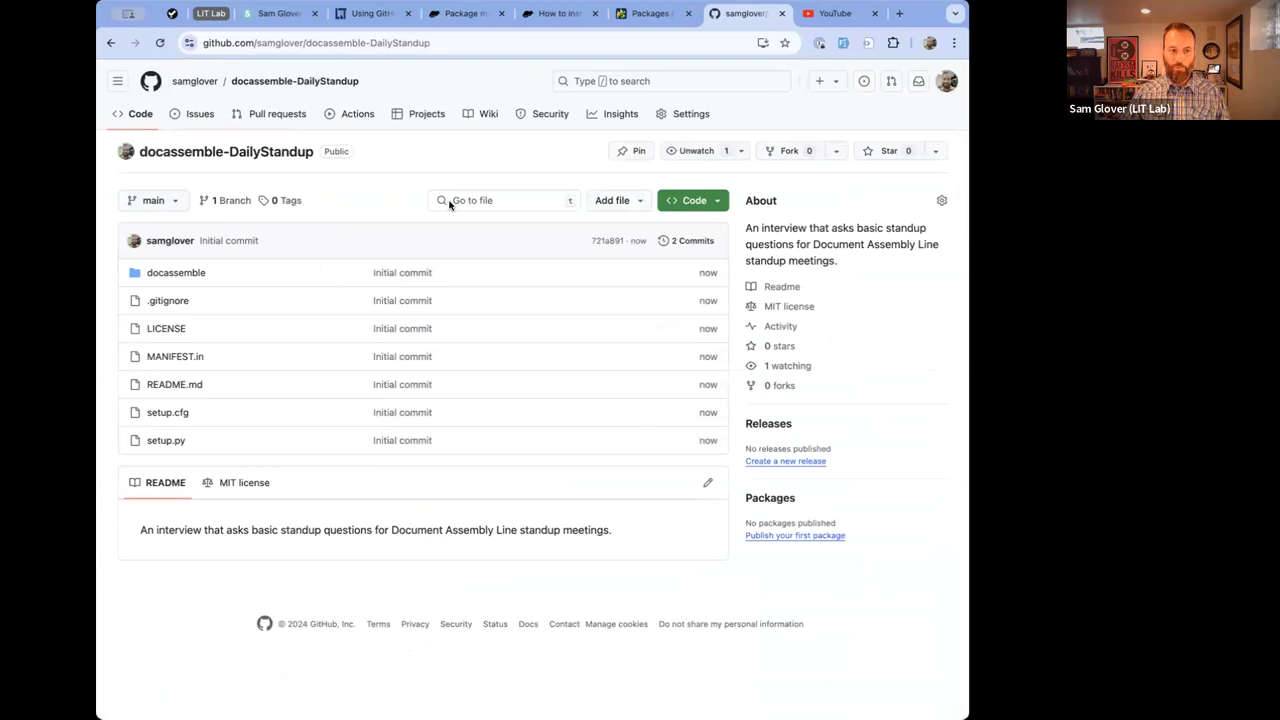 LIT Lab
Sam Glover
Using GitH
Package m
How to inst
Packages |
samglover/
YouTube
github.com/samglover/docassemble-DailyStandup
samglover / docassemble-DailyStandup
Type / to search
Code
Issues
Pull requests
Actions
Projects
Wiki
Security
Insights
Settings
docassemble-DailyStandup
Public
Pin
Unwatch 1
Fork 0
Star 0
main
1 Branch
0 Tags
Go to file
t
Add file
Code
samglover Initial commit
721a891 · now
2 Commits
docassemble Initial commit now
.gitignore Initial commit now
LICENSE Initial commit now
MANIFEST.in Initial commit now
README.md Initial commit now
setup.cfg Initial commit now
setup.py Initial commit now
README
MIT license
An interview that asks basic standup questions for Document Assembly Line standup meetings.
About
An interview that asks basic standup
questions for Document Assembly Line
standup meetings.
Readme
MIT license
Activity
0 stars
1 watching
0 forks
Releases
No releases published
Create a new release
Packages
No packages published
Publish your first package
© 2024 GitHub, Inc. Terms Privacy Security Status Docs Contact Manage cookies Do not share my personal information
RACISM
KILLS
Sam Glover (LIT Lab)